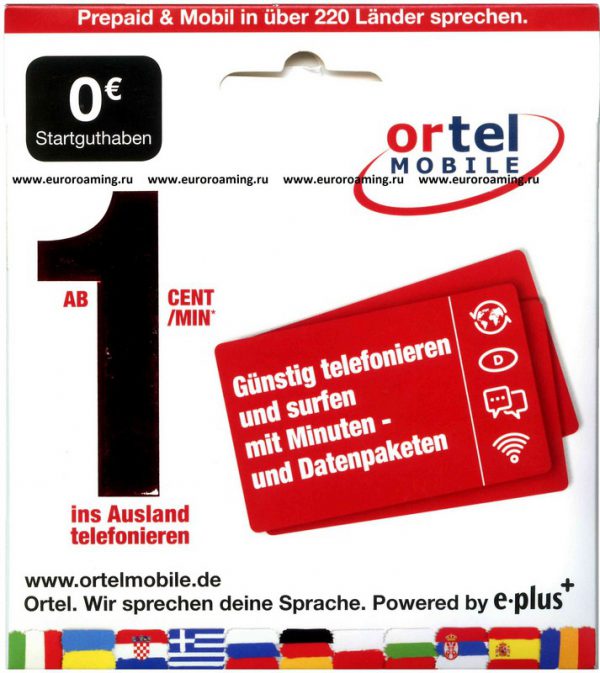 Prepaid & Mobil in über 220 Länder sprechen.
0€
Startguthaben
ortel
MOBILE
www.euroroaming.ru www.euroroaming.ru www.euroroaming.ru www.euroroaming.ru
AB 1 CENT
/MIN*
ins Ausland
telefonieren
Günstig telefonieren
und surfen
mit Minuten -
und Datenpaketen
D
www.ortelmobile.de
Ortel. Wir sprechen deine Sprache. Powered by e·plus+